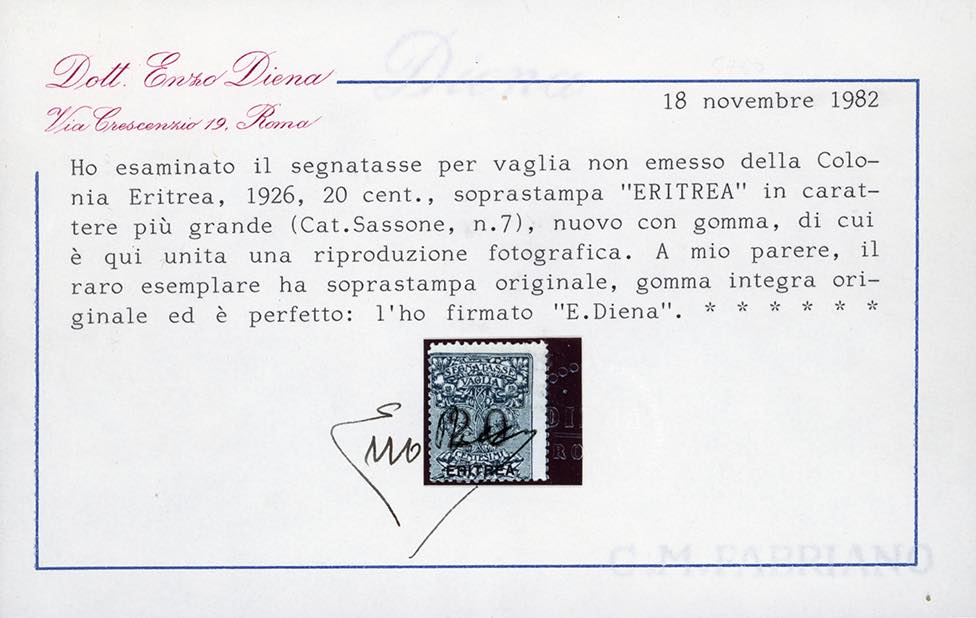 Dott. Enzo Diena
Via Crescenzio 19, Roma
18 novembre 1982
Ho esaminato il segnatasse per vaglia non emesso della Colo-
nia Eritrea, 1926, 20 cent., soprastampa "ERITREA" in carat-
tere più grande (Cat.Sassone, n.7), nuovo con gomma, di cui
è qui unita una riproduzione fotografica. A mio parere, il
raro esemplare ha soprastampa originale, gomma integra ori-
ginale ed è perfetto: l'ho firmato "E.Diena". * * * * * *
SEGNATASSE
VAGLIA
20
CENTESIMI
ERITREA
Diena
C.M.FABRIANO